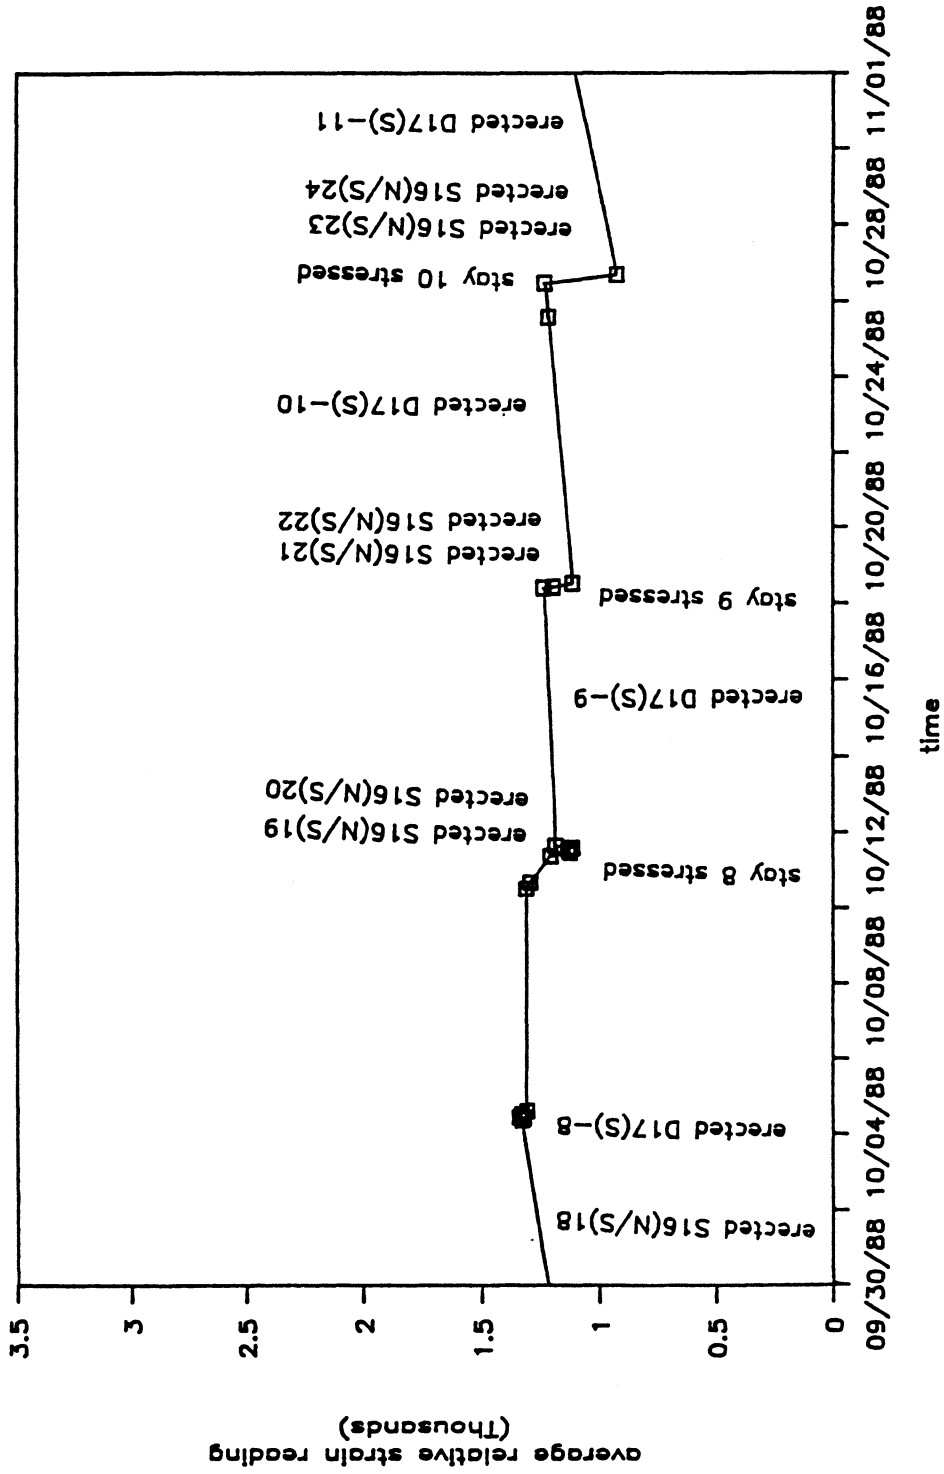 average relative strain reading
(Thousands)
3.5
3
2.5
2
1.5
1
0.5
0
erected S16(N/S)18
erected D17(S)-8
stay 8 stressed
erected S16(N/S)19
erected S16(N/S)20
erected D17(S)-9
stay 9 stressed
erected S16(N/S)21
erected S16(N/S)22
erected D17(S)-10
stay 10 stressed
erected S16(N/S)23
erected S16(N/S)24
erected D17(S)-11
09/30/88 10/04/88 10/08/88 10/12/88 10/16/88 10/20/88 10/24/88 10/28/88 11/01/88
time